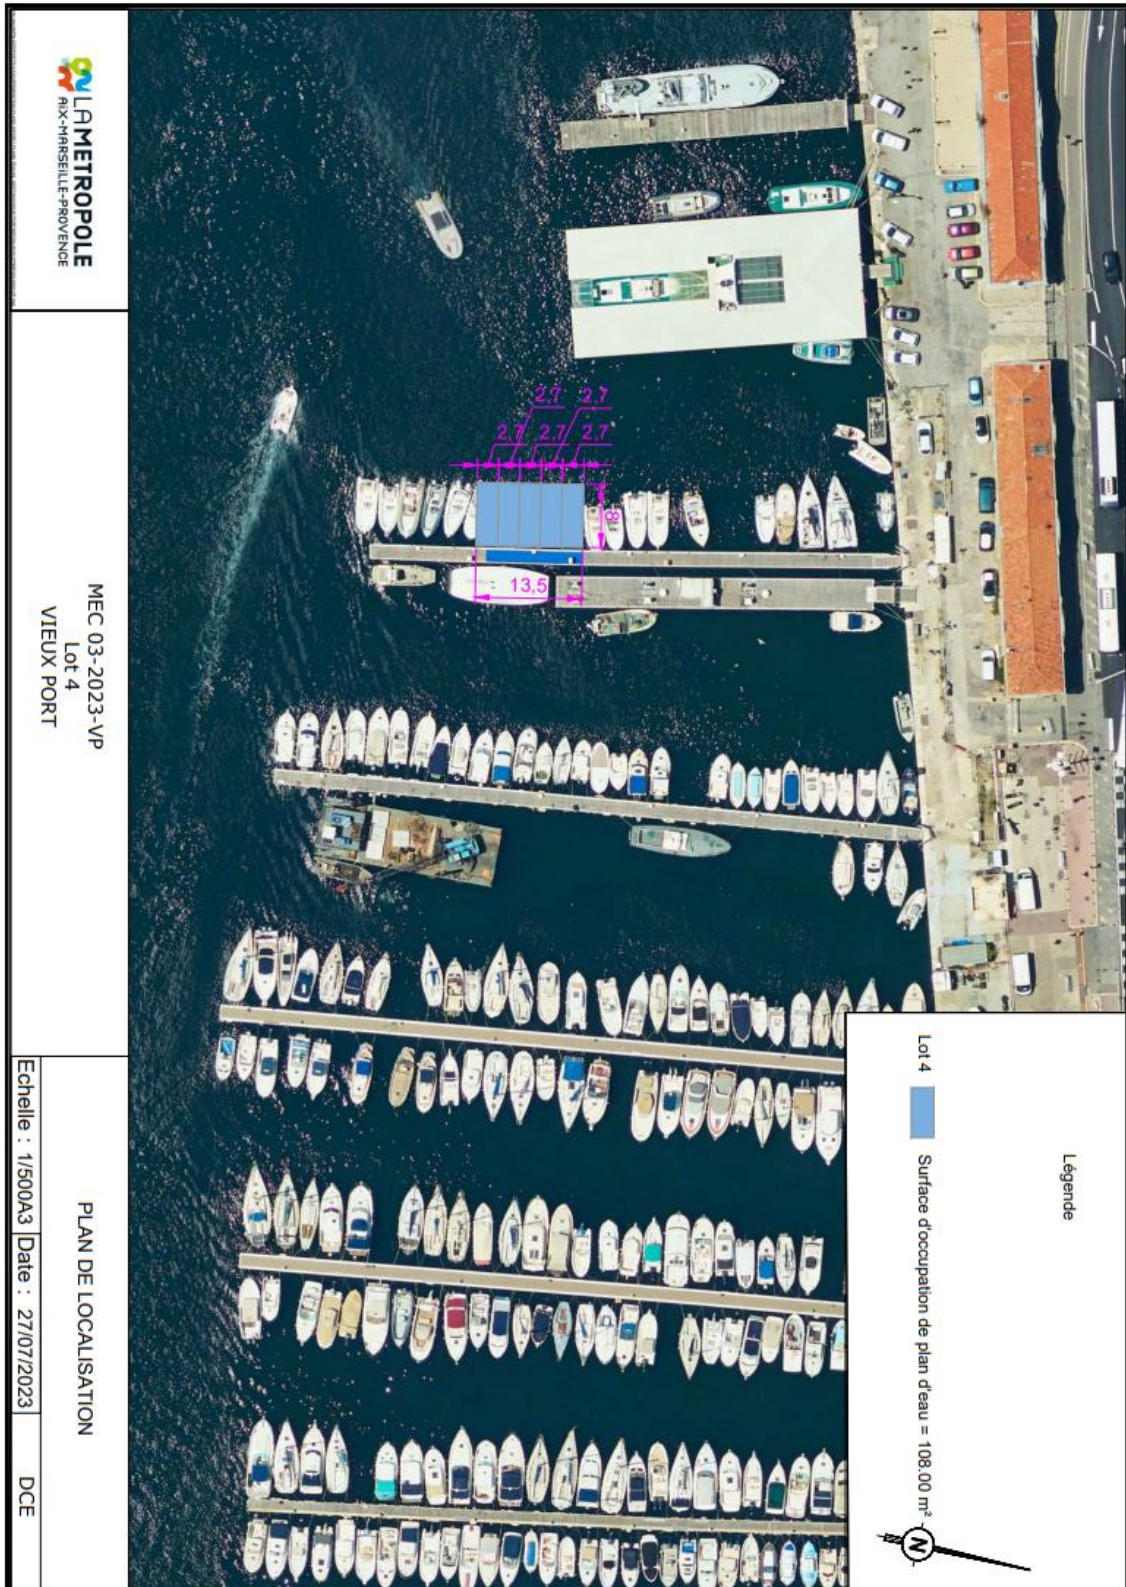 LAMETROPOLE
AIX-MARSEILLE-PROVENCE
MEC 03-2023-VP
Lot 4
VIEUX PORT
PLAN DE LOCALISATION
Echelle : 1/500A3
Date : 27/07/2023
DCE
2,7
2,7
2,7
2,7
2,7
8
13,5
Légende
Lot 4
Surface d'occupation de plan d'eau = 108.00 m²
N